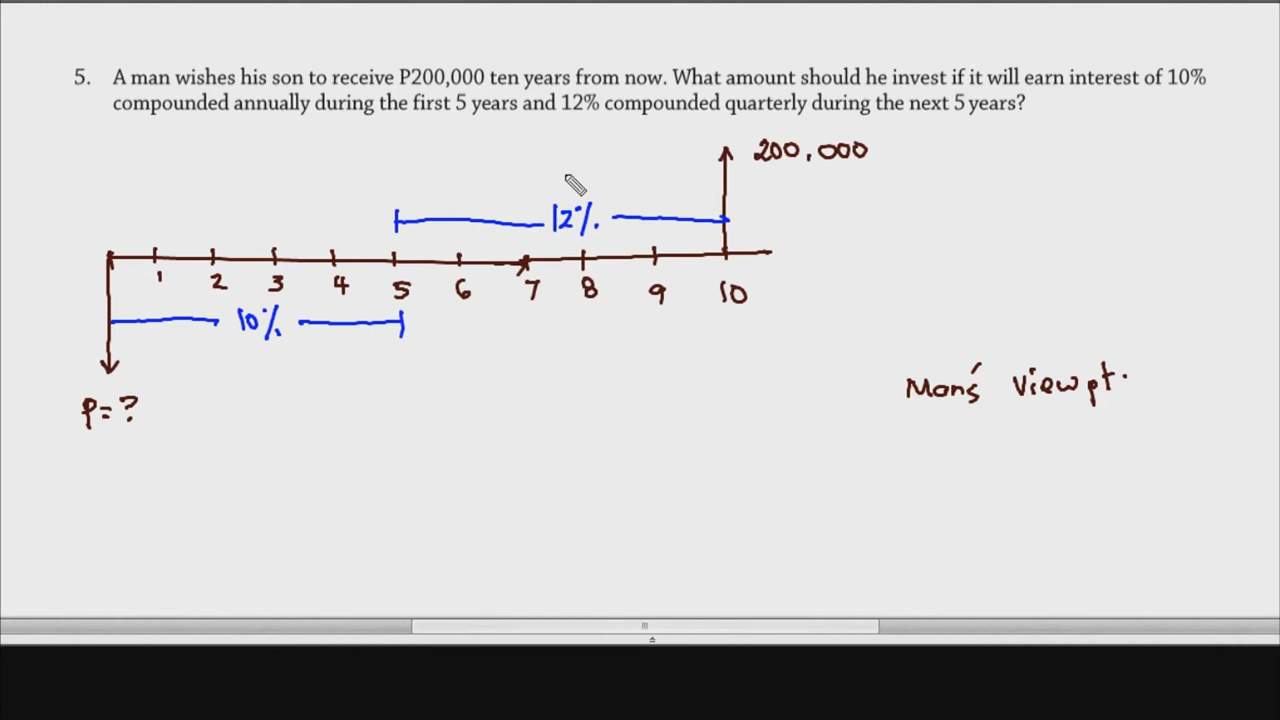 5. A man wishes his son to receive P200,000 ten years from now. What amount should he invest if it will earn interest of 10%
compounded annually during the first 5 years and 12% compounded quarterly during the next 5 years?
200,000
12%
1 2 3 4 5 6 7 8 9 10
10%
P=?
Man's viewpt.